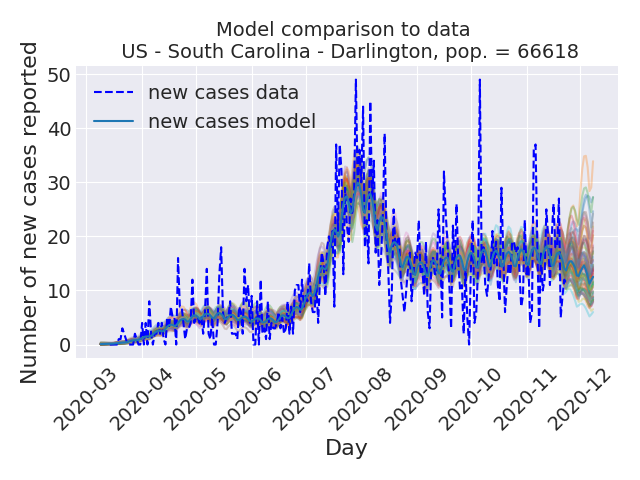 Model comparison to data
US - South Carolina - Darlington, pop. = 66618
Number of new cases reported
50
40
30
20
10
0
new cases data
new cases model
2020-03
2020-04
2020-05
2020-06
2020-07
2020-08
2020-09
2020-10
2020-11
2020-12
Day